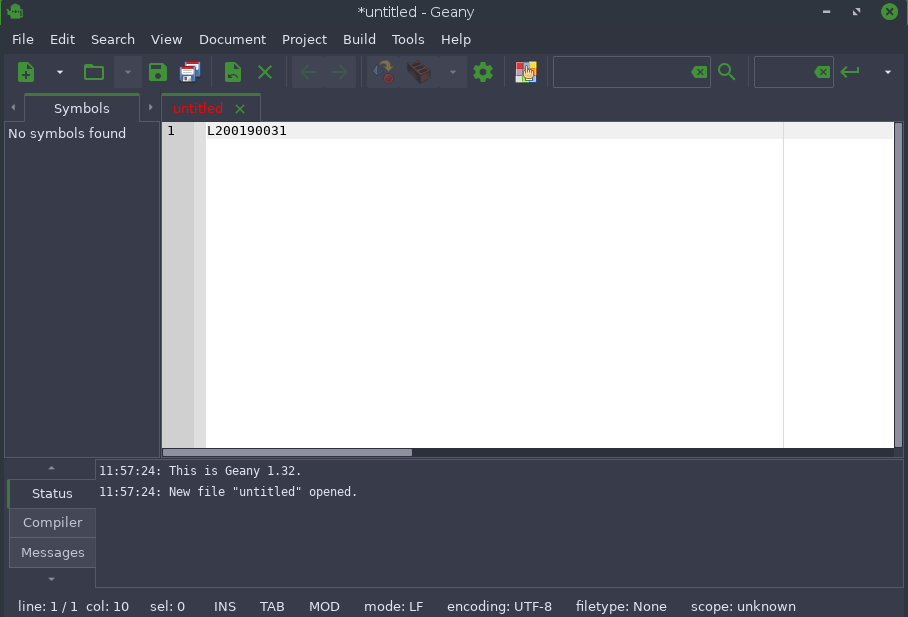 *untitled - Geany
File Edit Search View Document Project Build Tools Help
Symbols
untitled
No symbols found
1 L200190031
Status
Compiler
Messages
11:57:24: This is Geany 1.32.
11:57:24: New file "untitled" opened.
line: 1 / 1 col: 10 sel: 0 INS TAB MOD mode: LF encoding: UTF-8 filetype: None scope: unknown